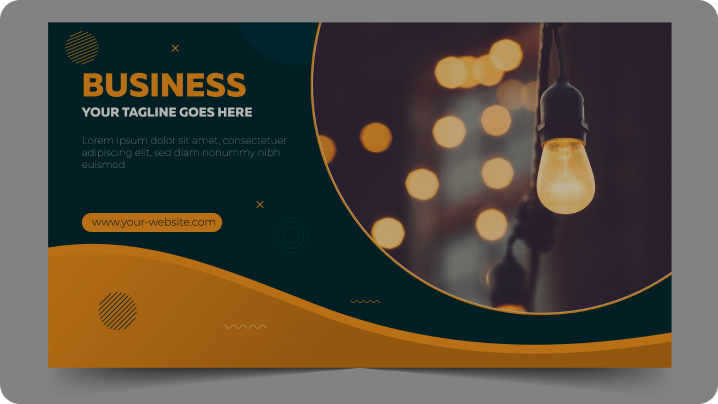 BUSINESS
YOUR TAGLINE GOES HERE
Lorem ipsum dolor sit amet, consectetuer
adipiscing elit, sed diam nonummy nibh
euismod
www.your-website.com